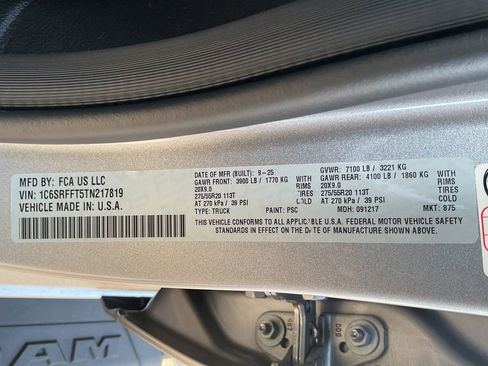 MFD BY: FCA US LLC
VIN: 1C6SRFFT5TN217819
VEHICLE MADE IN: U.S.A.
DATE OF MFR (BUILT): 9-25
GAWR FRONT: 3900 LB / 1770 KG
20X9.0 RIMS
275/55R20 113T TIRES
AT 270 kPa / 39 PSI COLD
TYPE: TRUCK PAINT: PSC MDH: 091217 MKT: 875
GVWR: 7100 LB / 3221 KG
GAWR REAR: 4100 LB / 1860 KG
20X9.0 RIMS
275/55R20 113T TIRES
AT 270 kPa / 39 PSI COLD
THIS VEHICLE CONFORMS TO ALL APPLICABLE U.S.A. FEDERAL MOTOR VEHICLE SAFETY
STANDARDS IN EFFECT ON THE DATE OF MANUFACTURE SHOWN ABOVE.
487
005
RAM